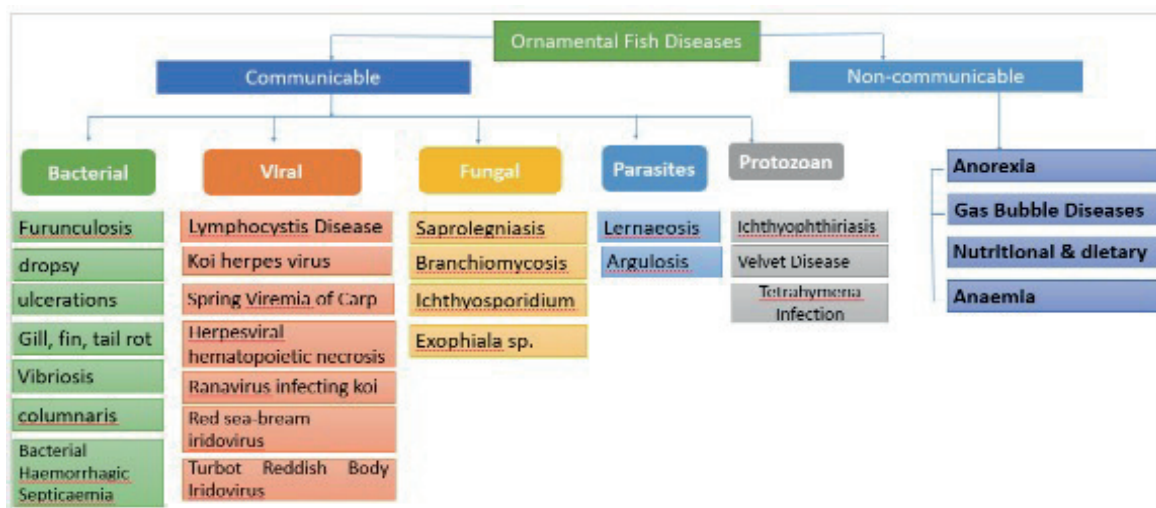 Ornamental Fish Diseases
Communicable
Non-communicable
Bacterial
Furunculosis
dropsy
ulcerations
Gill, fin, tail rot
Vibriosis
columnaris
Bacterial
Haemorrhagic
Septicaemia
Viral
Lymphocystis Disease
Koi herpes virus
Spring Viremia of Carp
Herpesviral
hematopoietic necrosis
Ranavirus infecting koi
Red sea-bream
iridovirus
Turbot Reddish Body
Iridovirus
Fungal
Saprolegniasis
Branchiomycosis
Ichthyosporidium
Exophiala sp.
Parasites
Lernaeosis
Argulosis
Protozoan
Ichthyophthiriasis
Velvet Disease
Tetrahymena
Infection
Anorexia
Gas Bubble Diseases
Nutritional & dietary
Anaemia